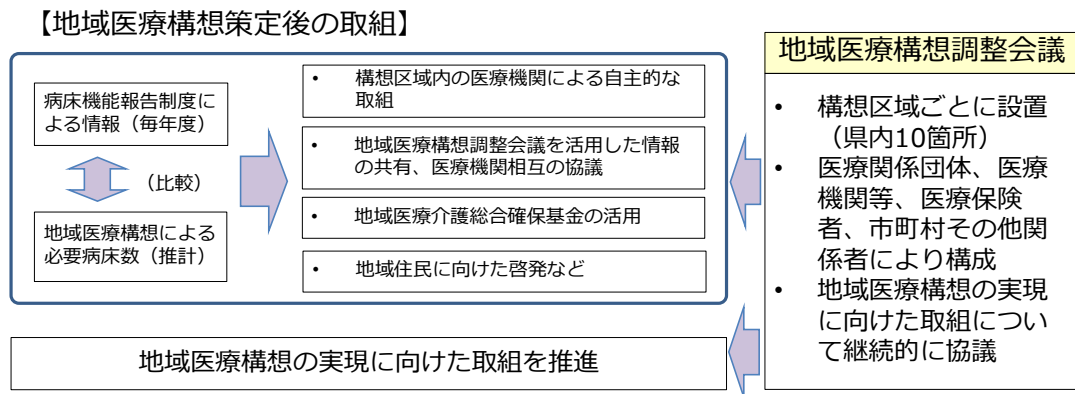 【地域医療構想策定後の取組】
病床機能報告制度に
よる情報（毎年度）
（比較）
地域医療構想による
必要病床数（推計）
• 構想区域内の医療機関による自主的な
取組
• 地域医療構想調整会議を活用した情報
の共有、医療機関相互の協議
• 地域医療介護総合確保基金の活用
• 地域住民に向けた啓発など
地域医療構想の実現に向けた取組を推進
地域医療構想調整会議
• 構想区域ごとに設置
（県内10箇所）
• 医療関係団体、医療
機関等、医療保険
者、市町村その他関
係者により構成
• 地域医療構想の実現
に向けた取組につい
て継続的に協議